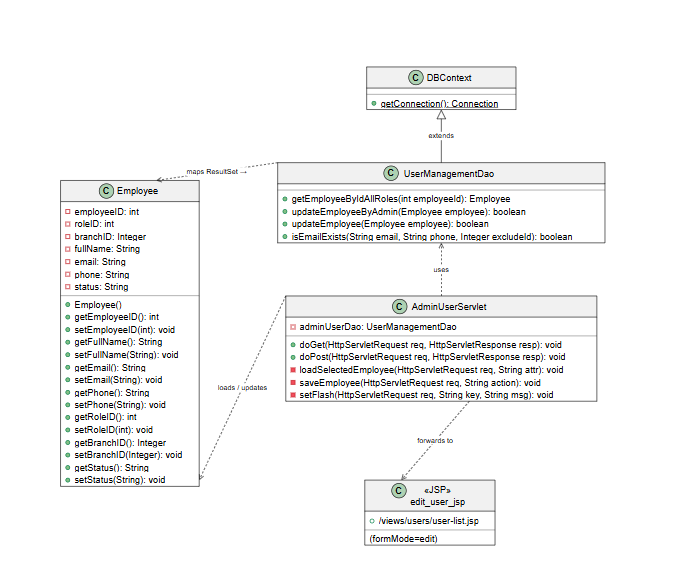 C DBContext
getConnection(): Connection
extends
maps ResultSet →
C UserManagementDao
getEmployeeByIdAllRoles(int employeeId): Employee
updateEmployeeByAdmin(Employee employee): boolean
updateEmployee(Employee employee): boolean
isEmailExists(String email, String phone, Integer excludeId): boolean
C Employee
employeeID: int
roleID: int
branchID: Integer
fullName: String
email: String
phone: String
status: String
Employee()
getEmployeeID(): int
setEmployeeID(int): void
getFullName(): String
setFullName(String): void
getEmail(): String
setEmail(String): void
getPhone(): String
setPhone(String): void
getRoleID(): int
setRoleID(int): void
getBranchID(): Integer
setBranchID(Integer): void
getStatus(): String
setStatus(String): void
uses
C AdminUserServlet
adminUserDao: UserManagementDao
doGet(HttpServletRequest req, HttpServletResponse resp): void
doPost(HttpServletRequest req, HttpServletResponse resp): void
loadSelectedEmployee(HttpServletRequest req, String attr): void
saveEmployee(HttpServletRequest req, String action): void
setFlash(HttpServletRequest req, String key, String msg): void
loads / updates
forwards to
C «JSP»
edit_user_jsp
/views/users/user-list.jsp
(formMode=edit)